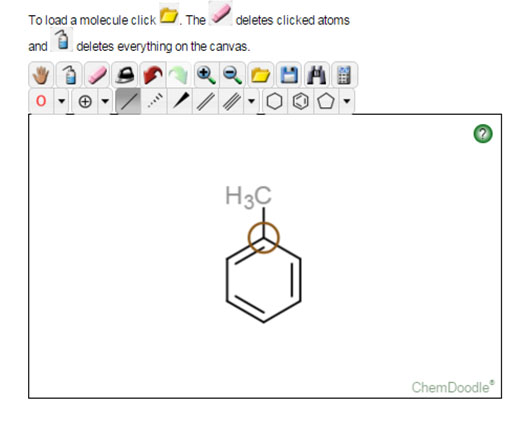 To load a molecule click . The deletes clicked atoms
and deletes everything on the canvas.
O
?
H₃C
ChemDoodle®